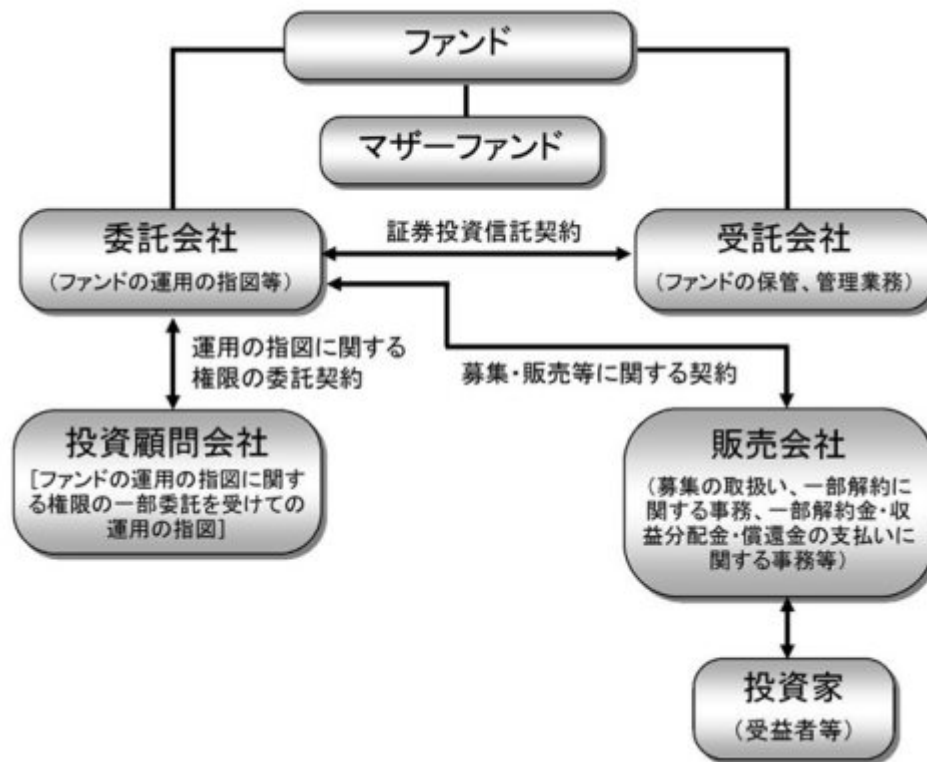 ファンド
マザーファンド
委託会社
（ファンドの運用の指図等）
証券投資信託契約
受託会社
（ファンドの保管、管理業務）
運用の指図に関する
権限の委託契約
募集・販売等に関する契約
投資顧問会社
［ファンドの運用の指図に関す
る権限の一部委託を受けての
運用の指図］
販売会社
（募集の取扱い、一部解約に
関する事務、一部解約金・収
益分配金・償還金の支払いに
関する事務等）
投資家
（受益者等）